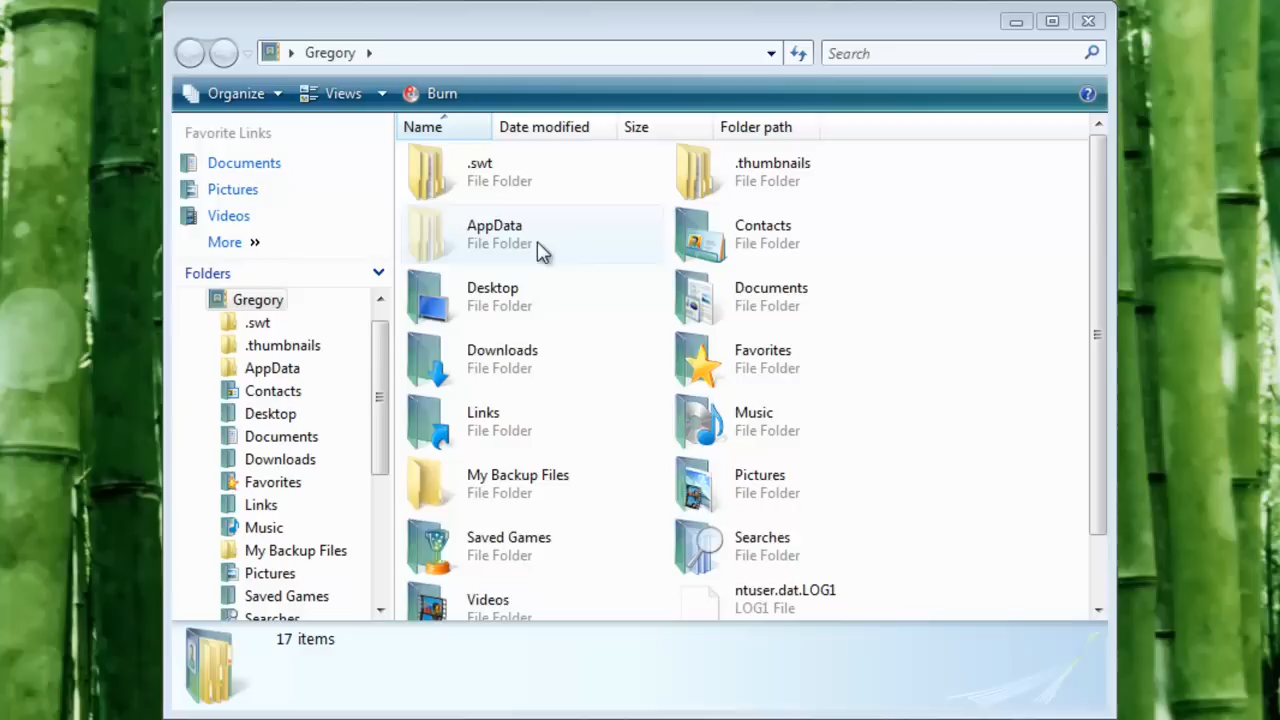 Gregory
Search
Organize
Views
Burn
Favorite Links
Documents
Pictures
Videos
More »
Folders
Gregory
.swt
.thumbnails
AppData
Contacts
Desktop
Documents
Downloads
Favorites
Links
Music
My Backup Files
Pictures
Saved Games
Searches
Name Date modified Size Folder path
.swt
File Folder
.thumbnails
File Folder
AppData
File Folder
Contacts
File Folder
Desktop
File Folder
Documents
File Folder
Downloads
File Folder
Favorites
File Folder
Links
File Folder
Music
File Folder
My Backup Files
File Folder
Pictures
File Folder
Saved Games
File Folder
Searches
File Folder
Videos
File Folder
ntuser.dat.LOG1
LOG1 File
17 items